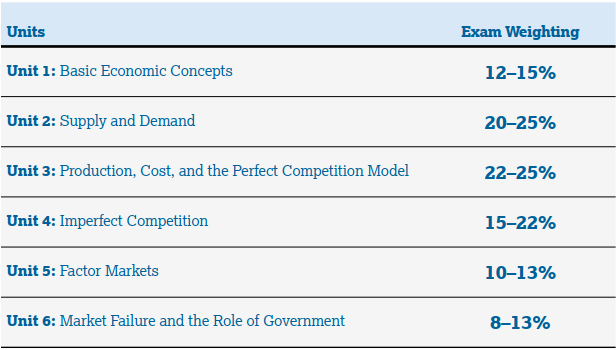 Units Exam Weighting
Unit 1: Basic Economic Concepts 12–15%
Unit 2: Supply and Demand 20–25%
Unit 3: Production, Cost, and the Perfect Competition Model 22–25%
Unit 4: Imperfect Competition 15–22%
Unit 5: Factor Markets 10–13%
Unit 6: Market Failure and the Role of Government 8–13%